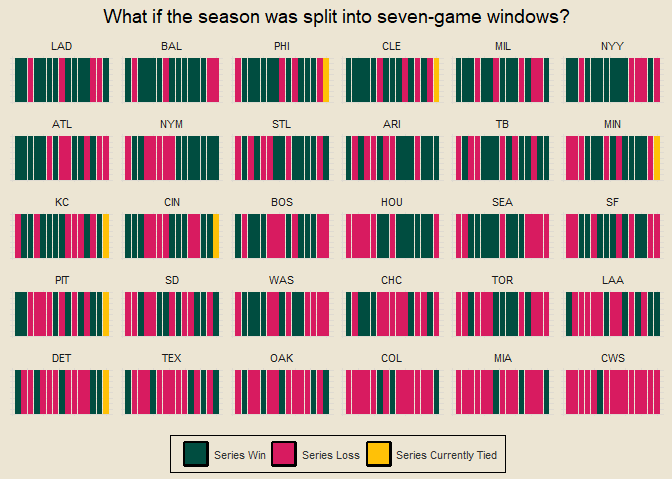 What if the season was split into seven-game windows?
LAD BAL PHI CLE MIL NYY
ATL NYM STL ARI TB MIN
KC CIN BOS HOU SEA SF
PIT SD WAS CHC TOR LAA
DET TEX OAK COL MIA CWS
Series Win Series Loss Series Currently Tied